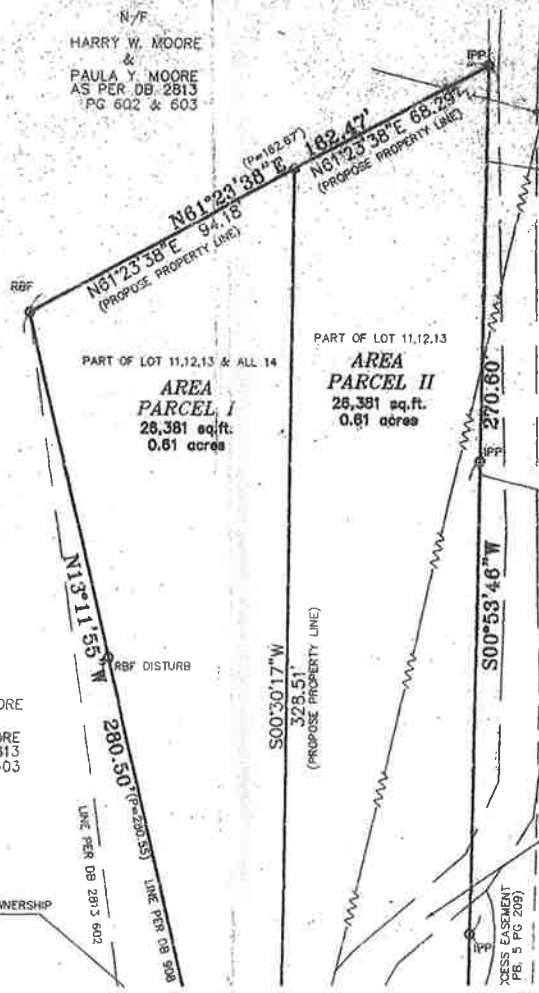 N/F
HARRY W. MOORE
&
PAULA Y. MOORE
AS PER DB 2813
PG 602 & 603
IPP
(P=162.67')
N61°23'38"E 162.47'
N61°23'38"E 68.29'
(PROPOSE PROPERTY LINE)
N61°23'38"E 94.18'
(PROPOSE PROPERTY LINE)
RBF
PART OF LOT 11,12,13 & ALL 14
AREA
PARCEL I
26,381 sq.ft.
0.61 acres
PART OF LOT 11,12,13
AREA
PARCEL II
26,381 sq.ft.
0.61 acres
270.60'
IPP
S00°53'46"W
N13°11'55"W
RBF DISTURB
280.50'
(P=280.55)
LINE PER DB 908
LINE PER DB 2813 602
S00°30'17"W
328.51'
(PROPOSE PROPERTY LINE)
ORE
ORE
813
603
WNERSHIP
IPP
CCESS EASEMENT
PB. 5 PG 209)